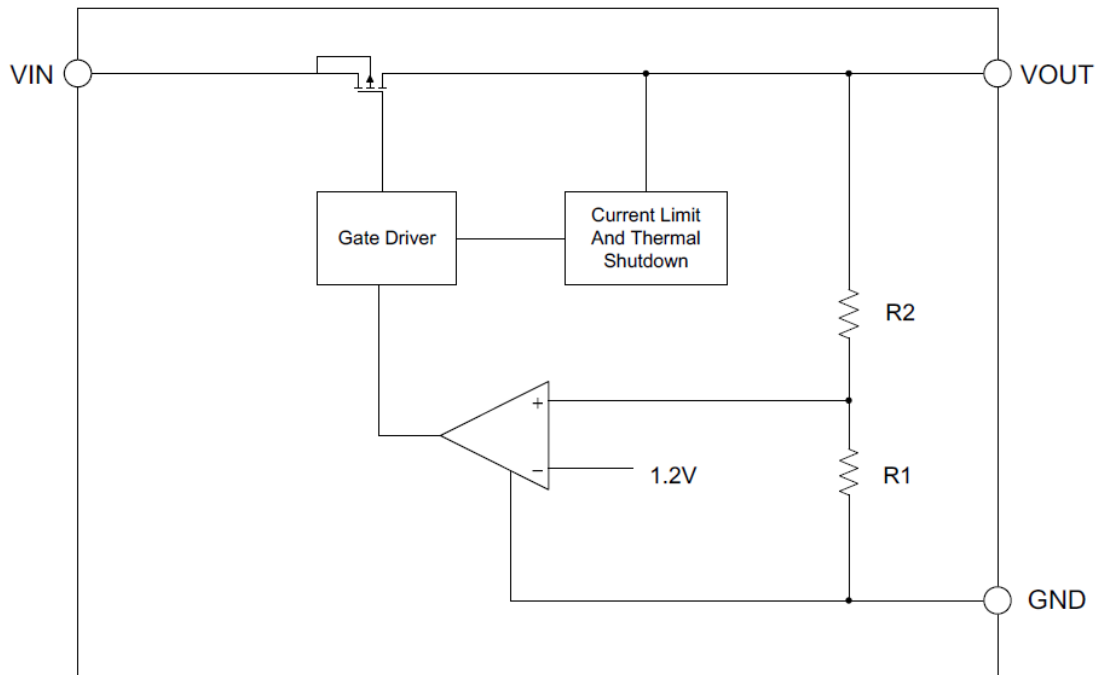 VIN
VOUT
Gate Driver
Current Limit
And Thermal
Shutdown
R2
+
−
1.2V
R1
GND